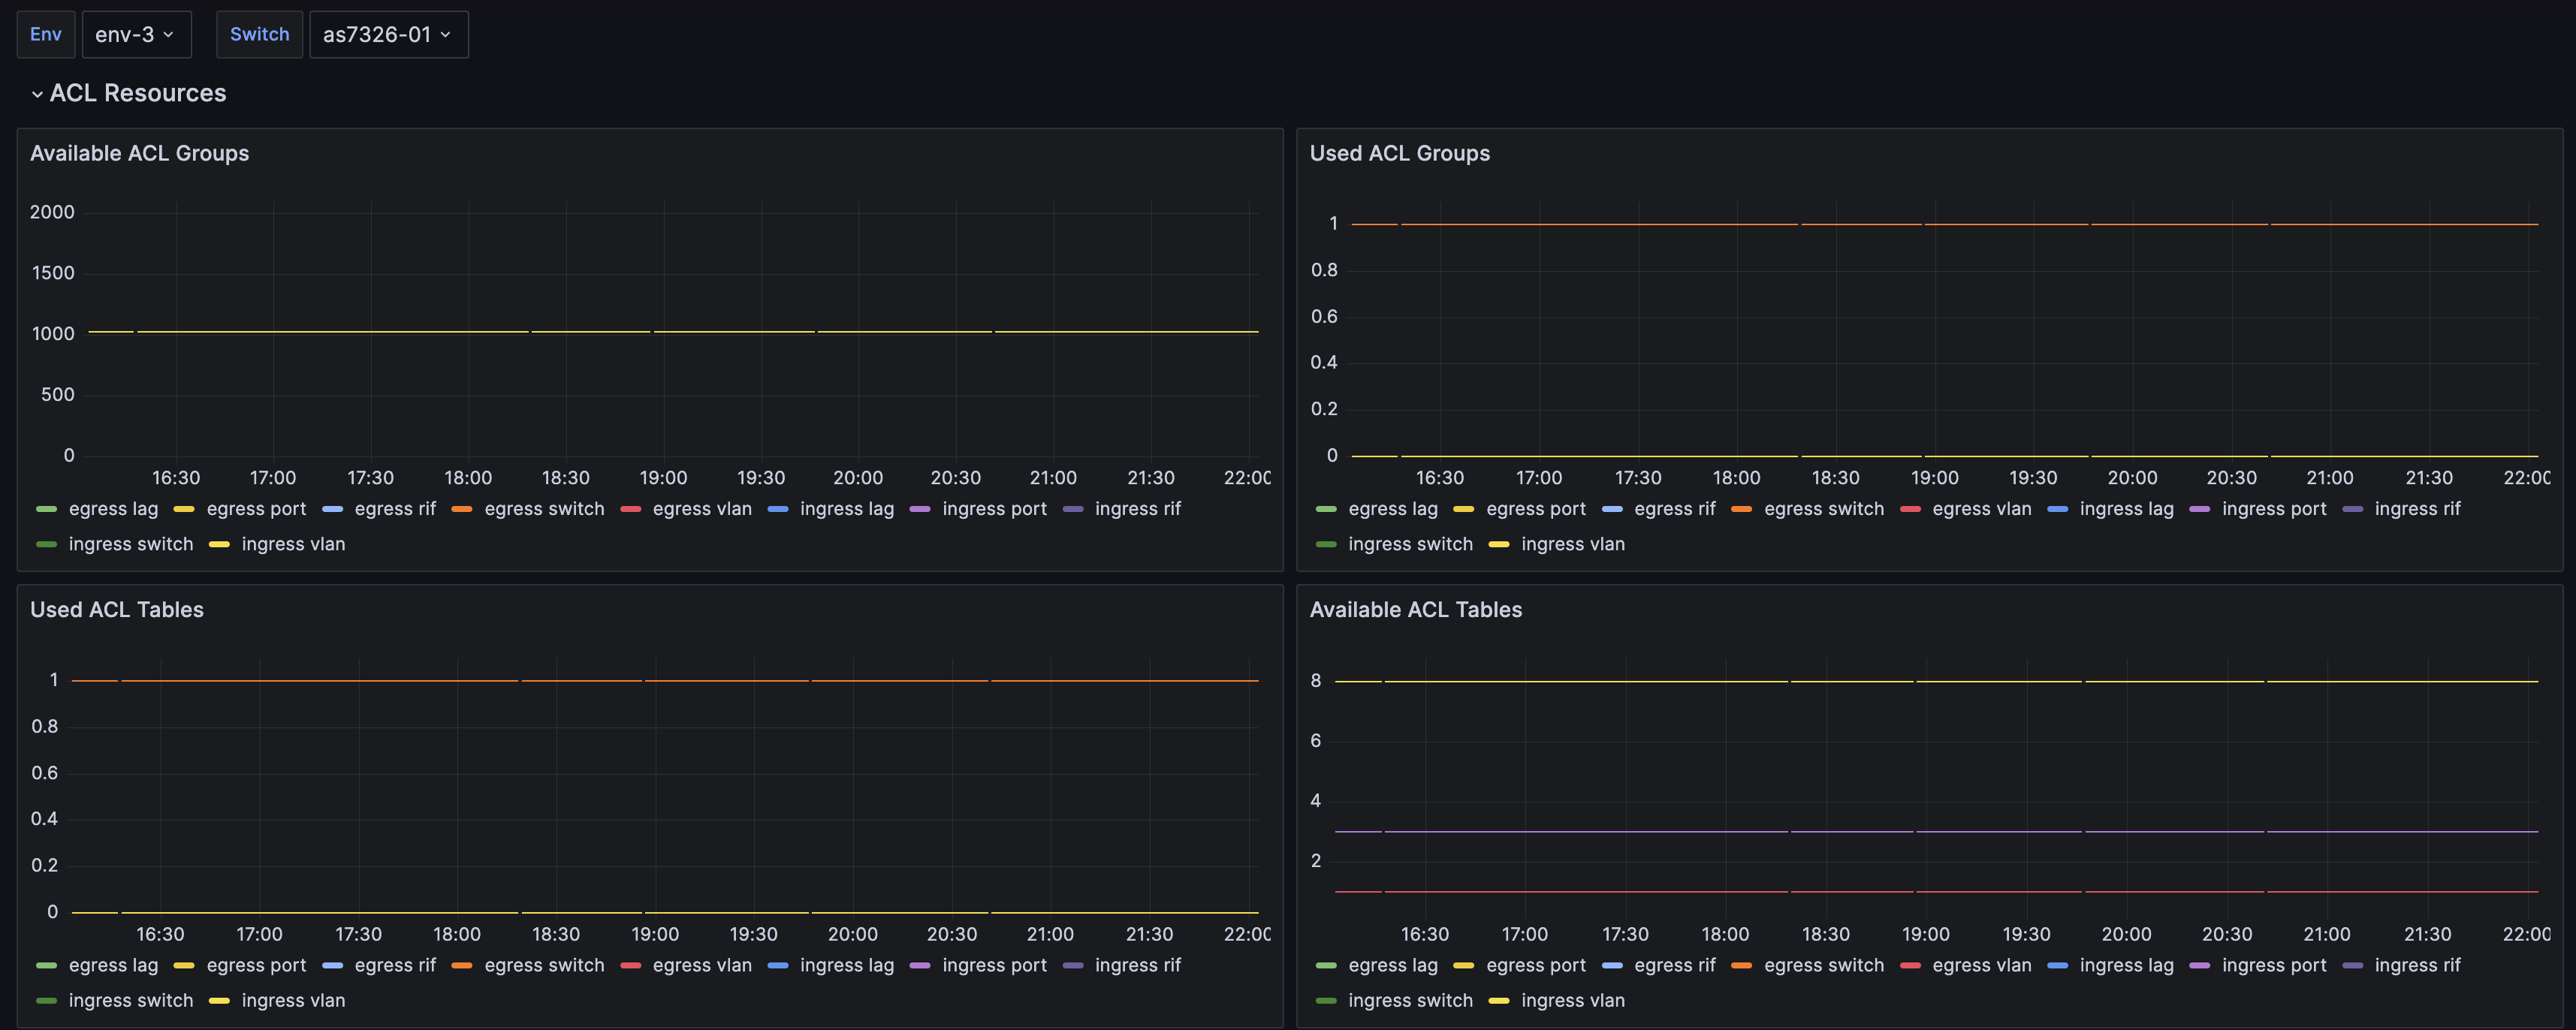 Env env-3 Switch as7326-01
ACL Resources
Available ACL Groups
2000
1500
1000
500
0
16:30 17:00 17:30 18:00 18:30 19:00 19:30 20:00 20:30 21:00 21:30 22:00
egress lag egress port egress rif egress switch egress vlan ingress lag ingress port ingress rif
ingress switch ingress vlan
Used ACL Groups
1
0.8
0.6
0.4
0.2
0
16:30 17:00 17:30 18:00 18:30 19:00 19:30 20:00 20:30 21:00 21:30 22:00
egress lag egress port egress rif egress switch egress vlan ingress lag ingress port ingress rif
ingress switch ingress vlan
Used ACL Tables
1
0.8
0.6
0.4
0.2
0
16:30 17:00 17:30 18:00 18:30 19:00 19:30 20:00 20:30 21:00 21:30 22:00
egress lag egress port egress rif egress switch egress vlan ingress lag ingress port ingress rif
ingress switch ingress vlan
Available ACL Tables
8
6
4
2
16:30 17:00 17:30 18:00 18:30 19:00 19:30 20:00 20:30 21:00 21:30 22:00
egress lag egress port egress rif egress switch egress vlan ingress lag ingress port ingress rif
ingress switch ingress vlan